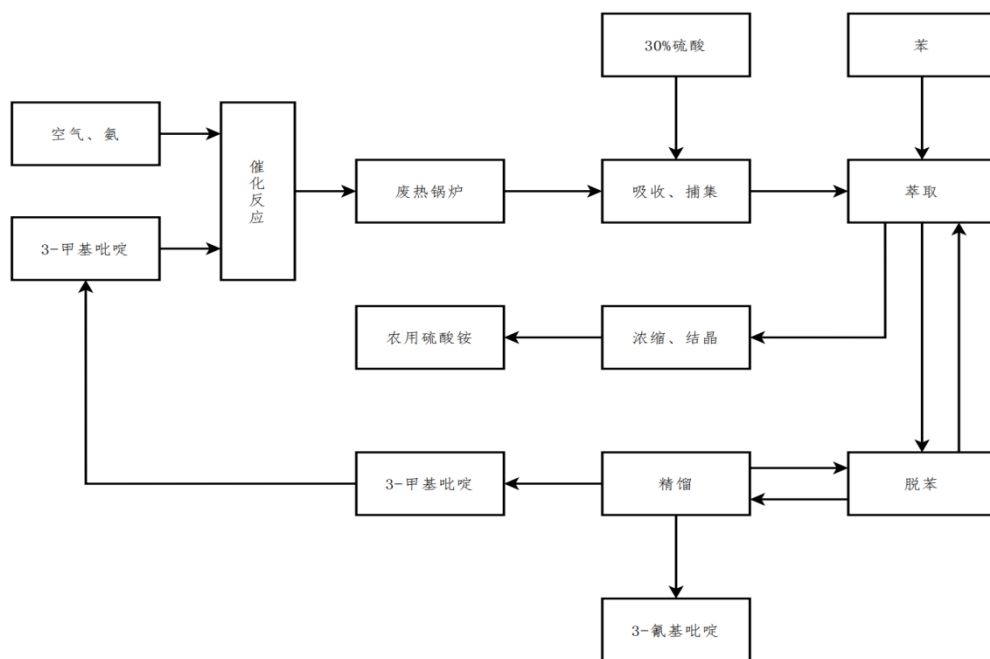 30%硫酸
苯
空气、氨
催化反应
废热锅炉
吸收、捕集
萃取
3-甲基吡啶
农用硫酸铵
浓缩、结晶
3-甲基吡啶
精馏
脱苯
3-氰基吡啶